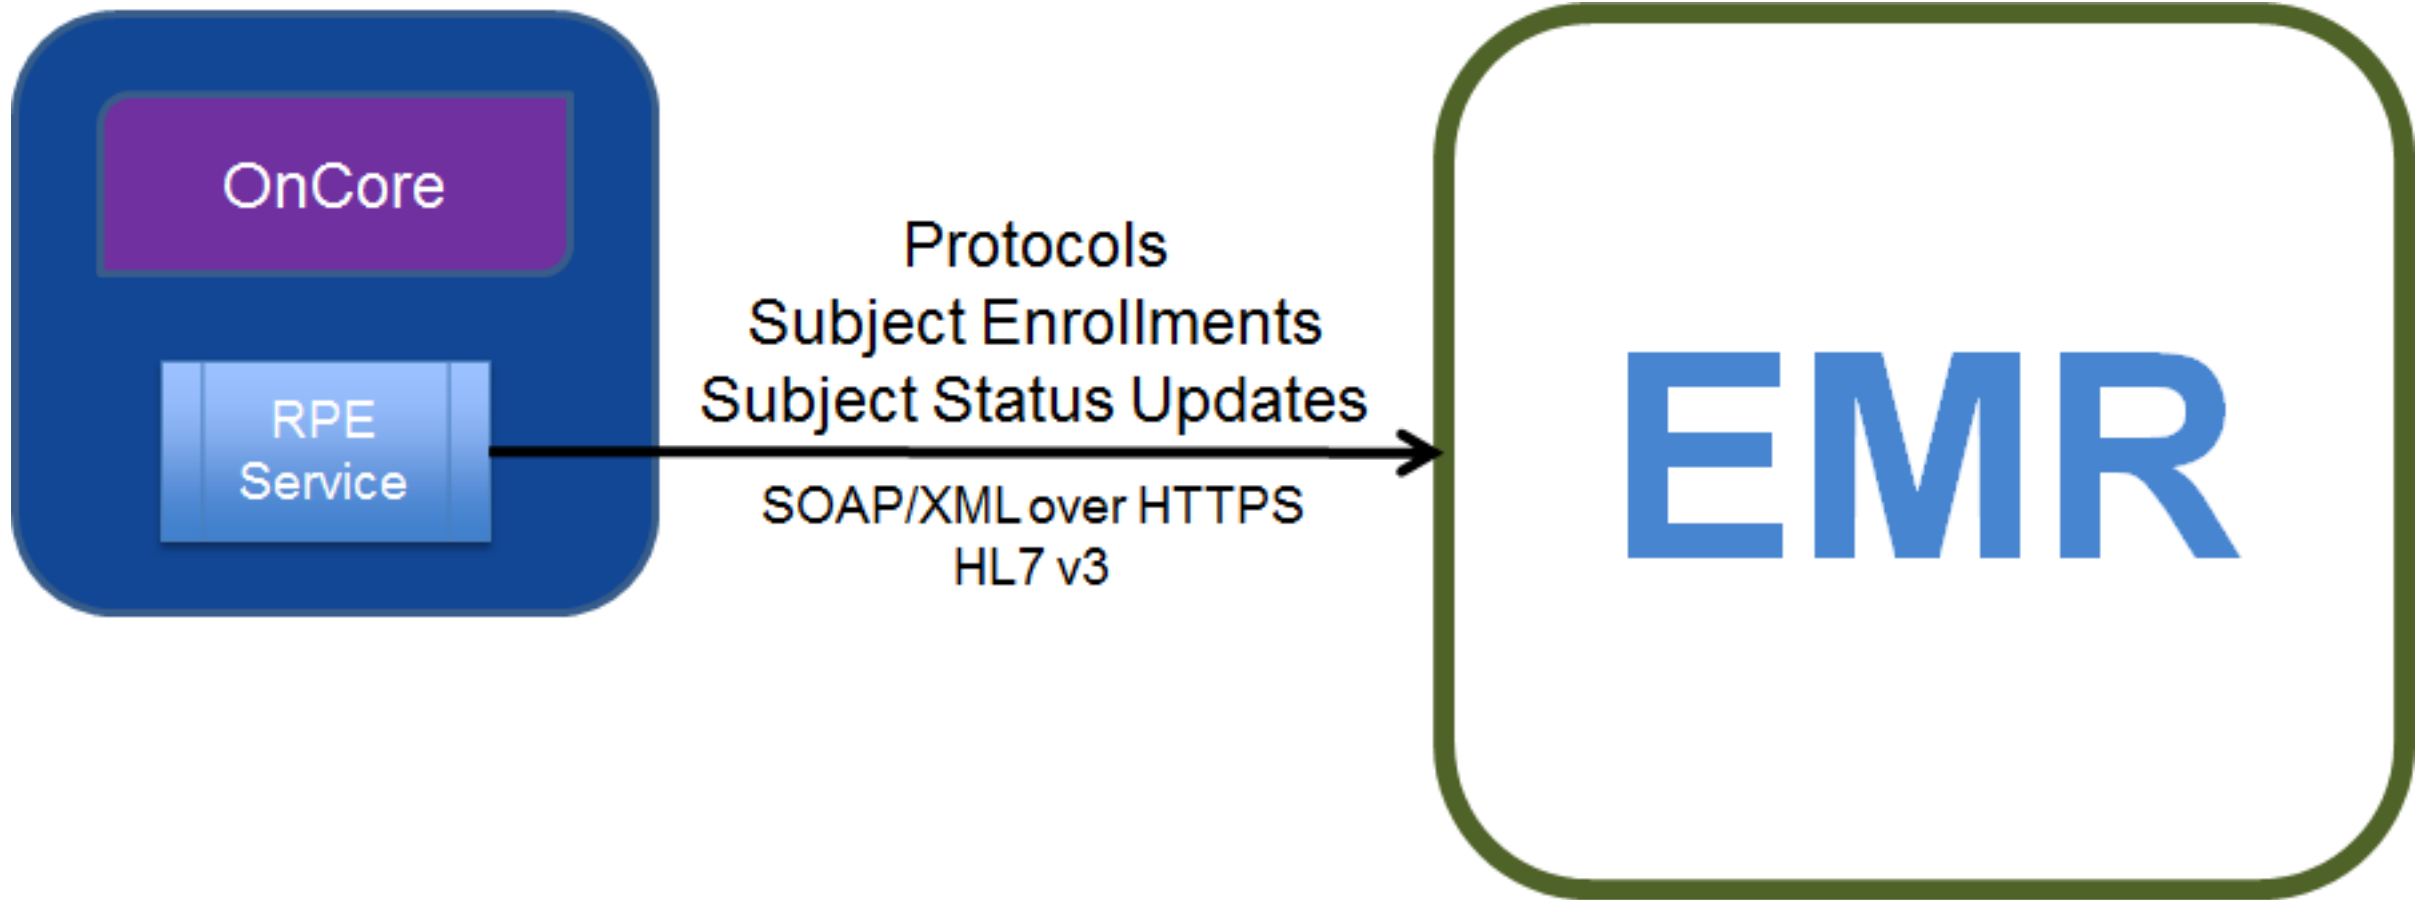 OnCore
RPE
Service
Protocols
Subject Enrollments
Subject Status Updates
SOAP/XML over HTTPS
HL7 v3
EMR